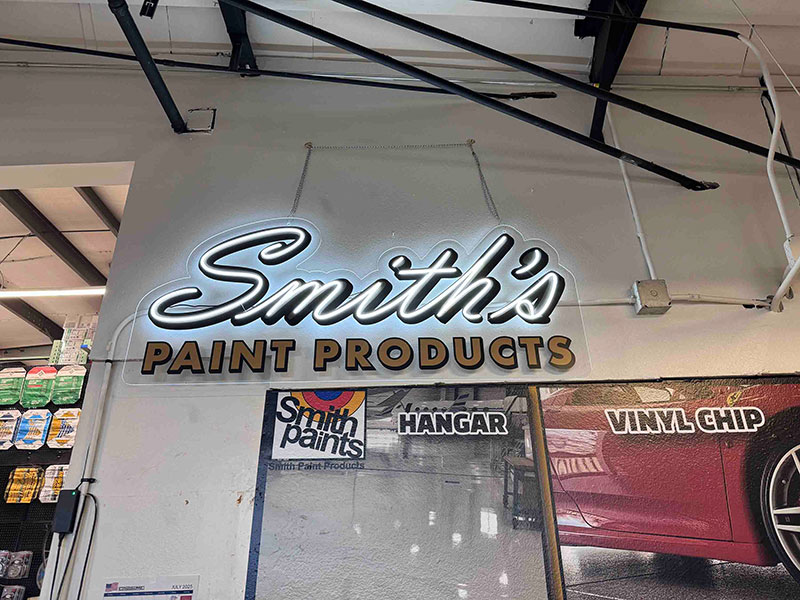 Smith's
PAINT PRODUCTS
Smith
paints
Smith Paint Products
HANGAR
VINYL CHIP
JULY 2025